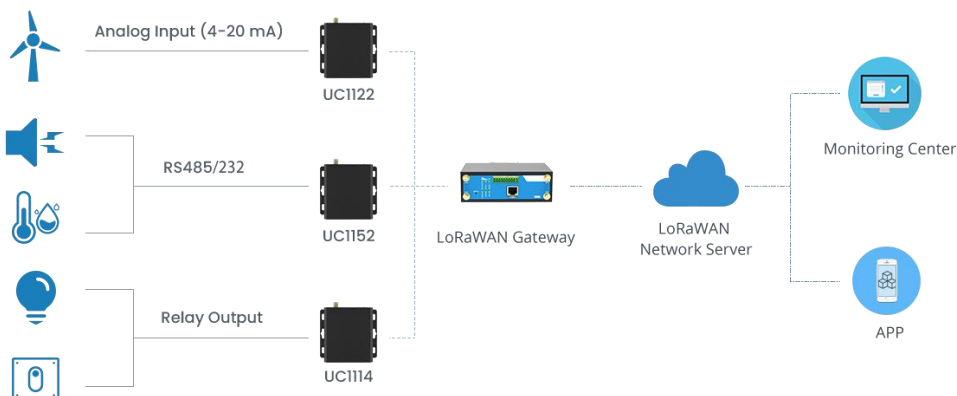 Analog Input (4-20 mA)
UC1122
RS485/232
UC1152
Relay Output
UC1114
LoRaWAN Gateway
LoRaWAN
Network Server
Monitoring Center
APP